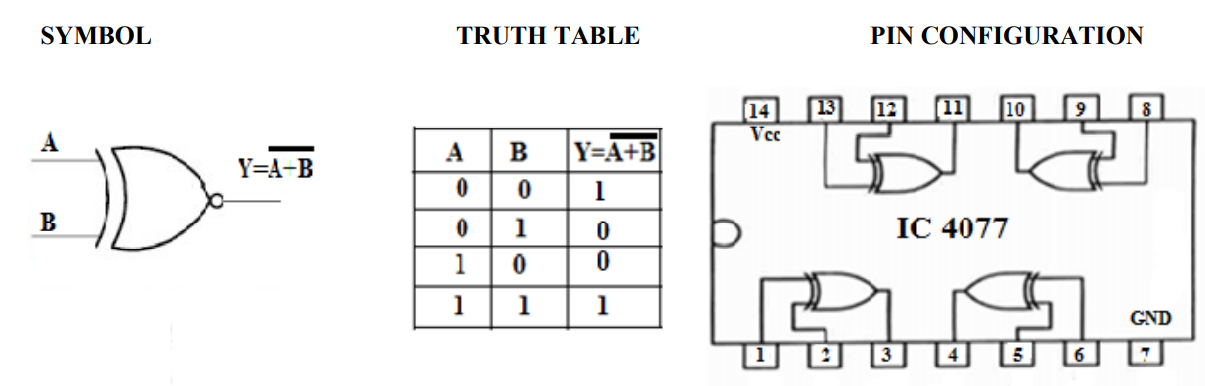 SYMBOL
TRUTH TABLE
PIN CONFIGURATION
A
B
Y=A̅+̅B̅
A B Y=A̅+̅B̅
0 0 1
0 1 0
1 0 0
1 1 1
14 13 12 11 10 9 8
Vcc
IC 4077
GND
1 2 3 4 5 6 7